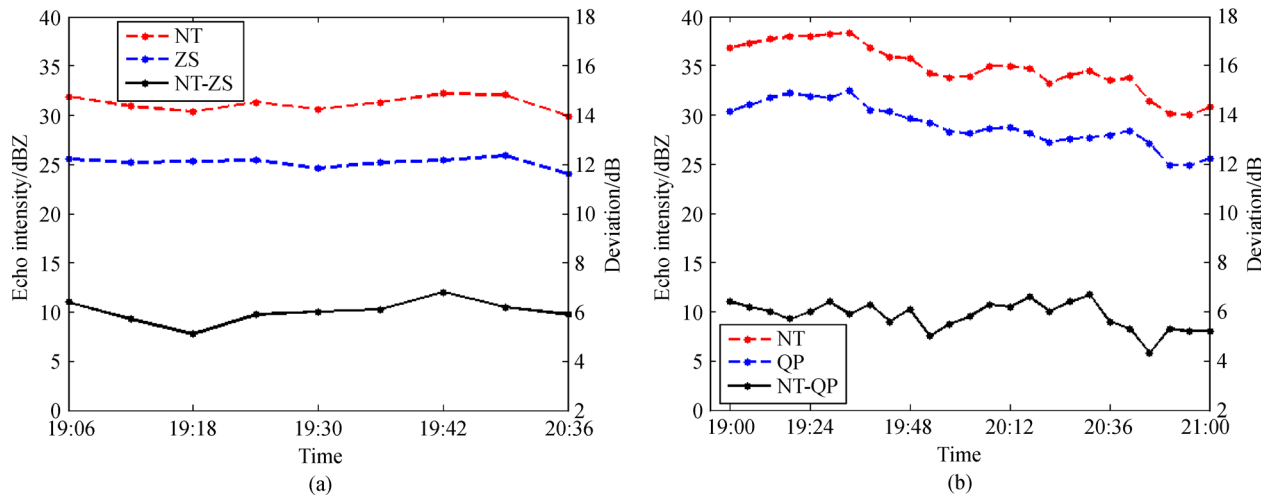 40
35
30
25
20
15
10
5
0
Echo intensity/dBZ
NT
ZS
NT-ZS
18
16
14
12
10
8
6
4
2
Deviation/dB
19:06 19:18 19:30 19:42 20:36
Time
(a)
40
35
30
25
20
15
10
5
0
Echo intensity/dBZ
NT
QP
NT-QP
18
16
14
12
10
8
6
4
2
Deviation/dB
19:00 19:24 19:48 20:12 20:36 21:00
Time
(b)